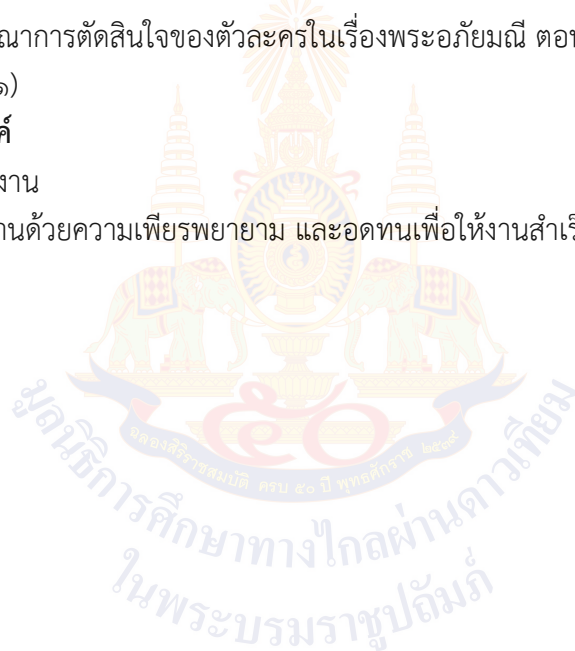 ณาการตัดสินใจของตัวละครในเรื่องพระอภัยมณี ตอน
๑)
ค์
งาน
านด้วยความเพียรพยายาม และอดทนเพื่อให้งานสำเร็
๕๐
ฉลองสิริราชสมบัติ ครบ ๕๐ ปี พุทธศักราช ๒๕๓๙
มูลนิธิการศึกษาทางไกลผ่านดาวเทียม
ในพระบรมราชูปถัมภ์